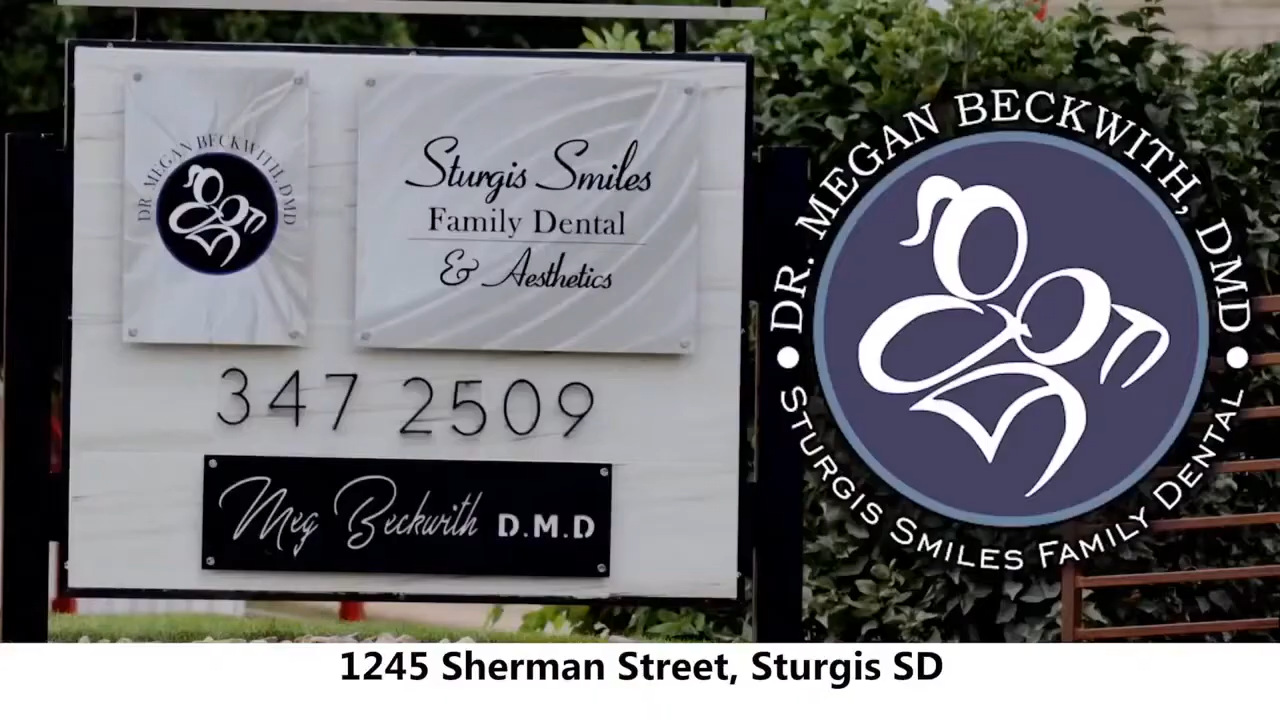 DR MEGAN BECKWITH, DMD
Sturgis Smiles
Family Dental
& Aesthetics
347 2509
Meg Beckwith D.M.D
DR. MEGAN BECKWITH, DMD
STURGIS SMILES FAMILY DENTAL
1245 Sherman Street, Sturgis SD